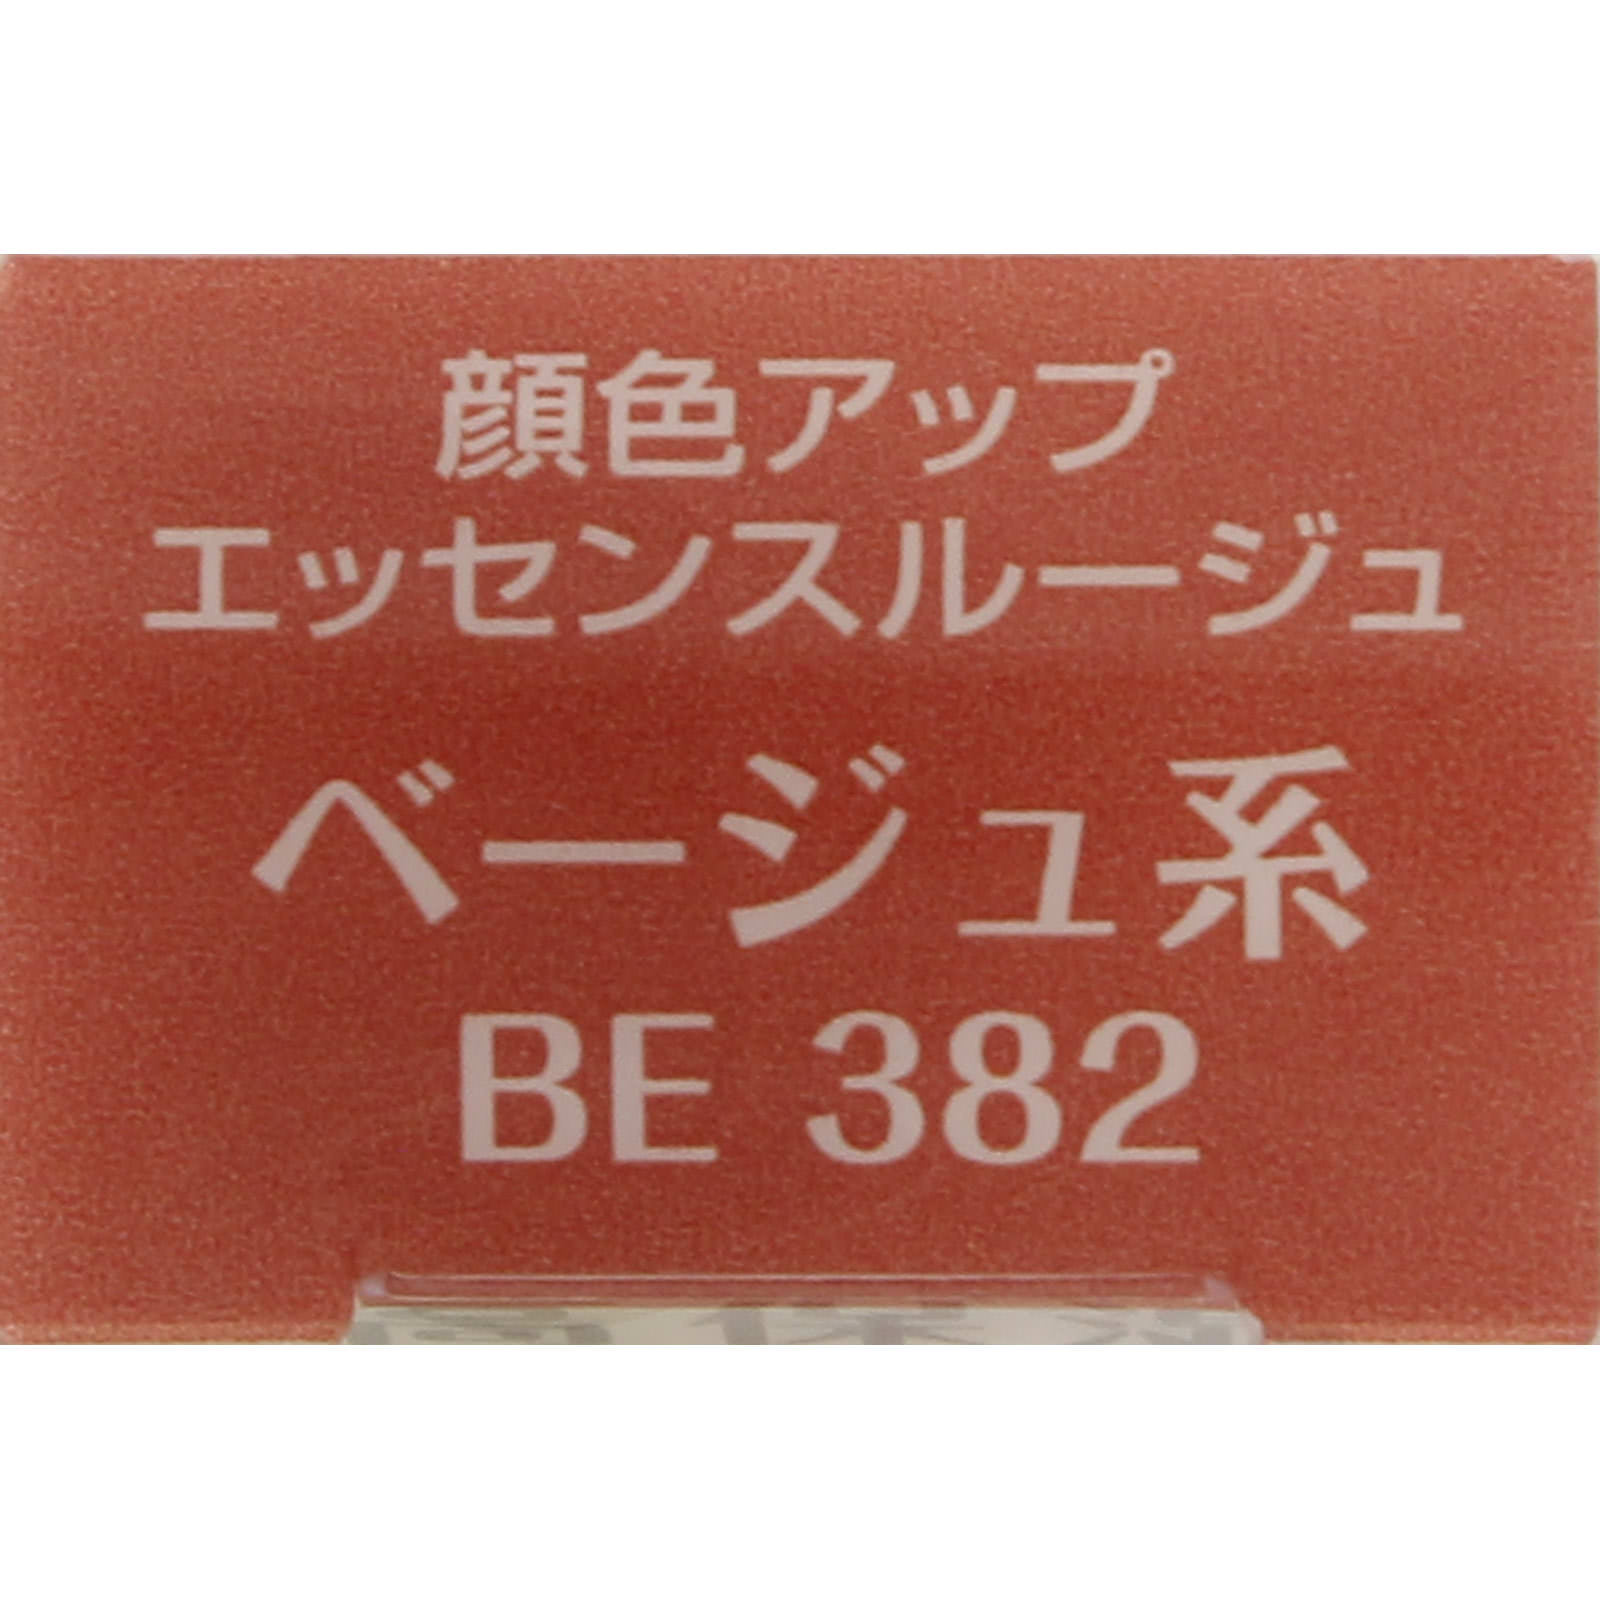 顔色アップ
エッセンスルージュ
ベージュ系
BE 382